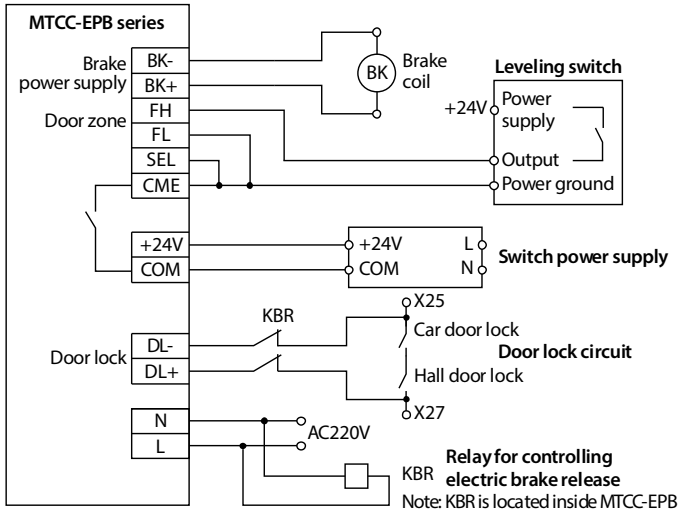 MTCC-EPB series
Brake
power supply
BK-
BK+
Door zone
FH
FL
SEL
CME
+24V
COM
Door lock
DL-
DL+
N
L
BK
Brake
coil
Leveling switch
+24V
Power
supply
Output
Power ground
+24V
COM
L
N
Switch power supply
KBR
X25
Car door lock
Door lock circuit
Hall door lock
X27
AC220V
KBR
Relay for controlling
electric brake release
Note: KBR is located inside MTCC-EPB